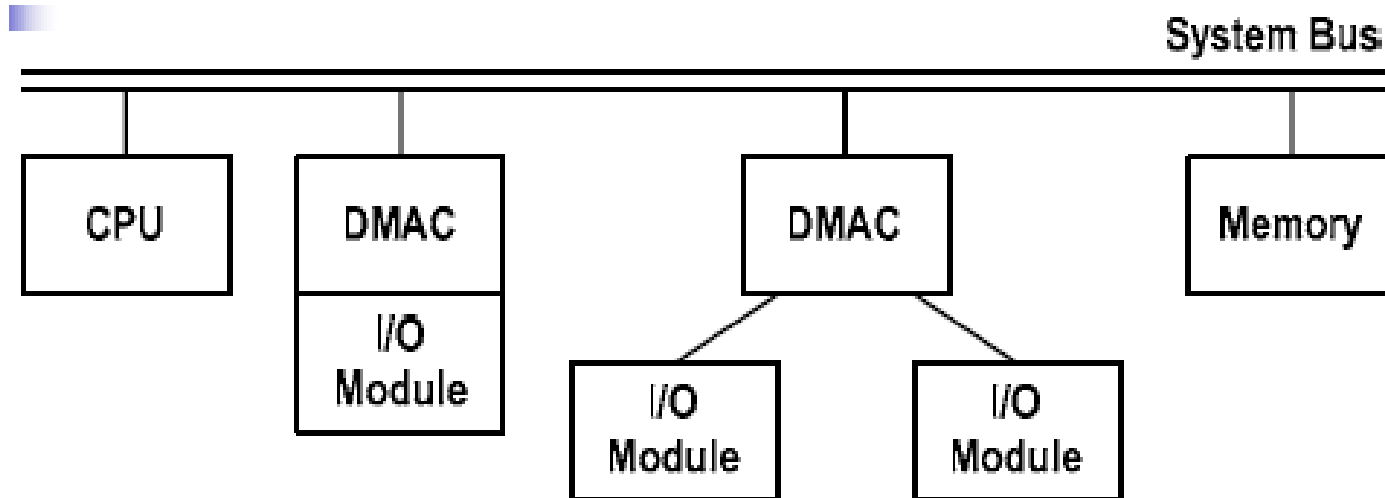 System Bus
CPU
DMAC
DMAC
Memory
I/O
Module
I/O
Module
I/O
Module